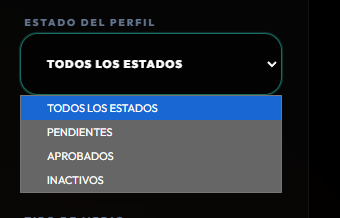 ESTADO DEL PERFIL
TODOS LOS ESTADOS
TODOS LOS ESTADOS
PENDIENTES
APROBADOS
INACTIVOS